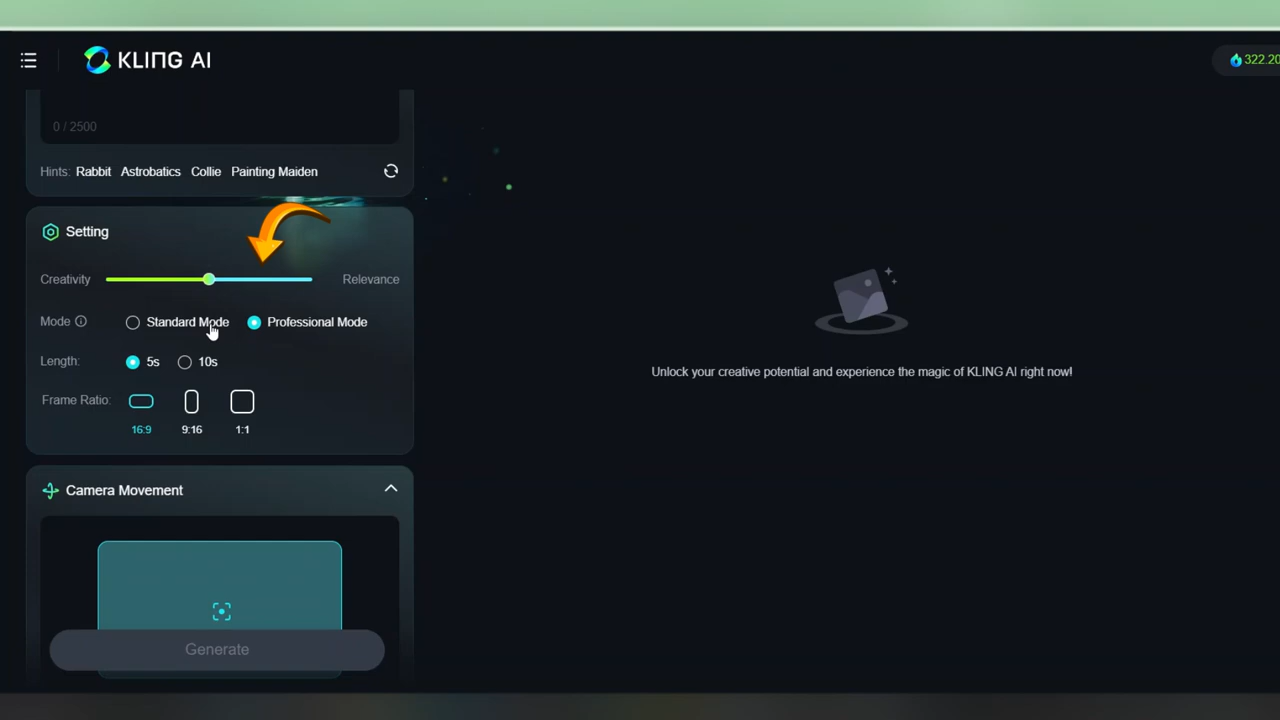 KLING AI
322.20
0 / 2500
Hints: Rabbit Astrobatics Collie Painting Maiden
Setting
Creativity Relevance
Mode Standard Mode Professional Mode
Length: 5s 10s
Frame Ratio:
16:9 9:16 1:1
Unlock your creative potential and experience the magic of KLING AI right now!
Camera Movement
Generate